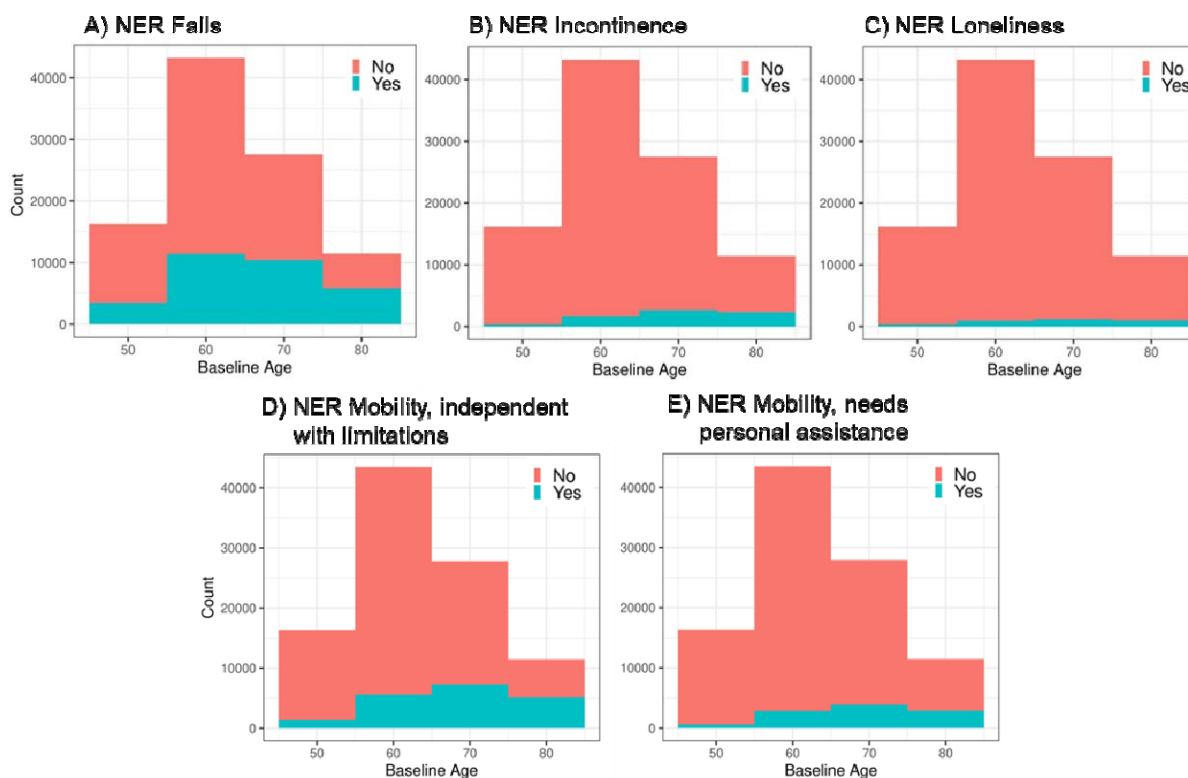 A) NER Falls
B) NER Incontinence
C) NER Loneliness
No
Yes
No
Yes
No
Yes
40000
30000
20000
10000
0
40000
30000
20000
10000
0
40000
30000
20000
10000
0
Count
50 60 70 80
50 60 70 80
50 60 70 80
Baseline Age
Baseline Age
Baseline Age
D) NER Mobility, independent
with limitations
E) NER Mobility, needs
personal assistance
No
Yes
No
Yes
40000
30000
20000
10000
0
40000
30000
20000
10000
0
Count
50 60 70 80
50 60 70 80
Baseline Age
Baseline Age